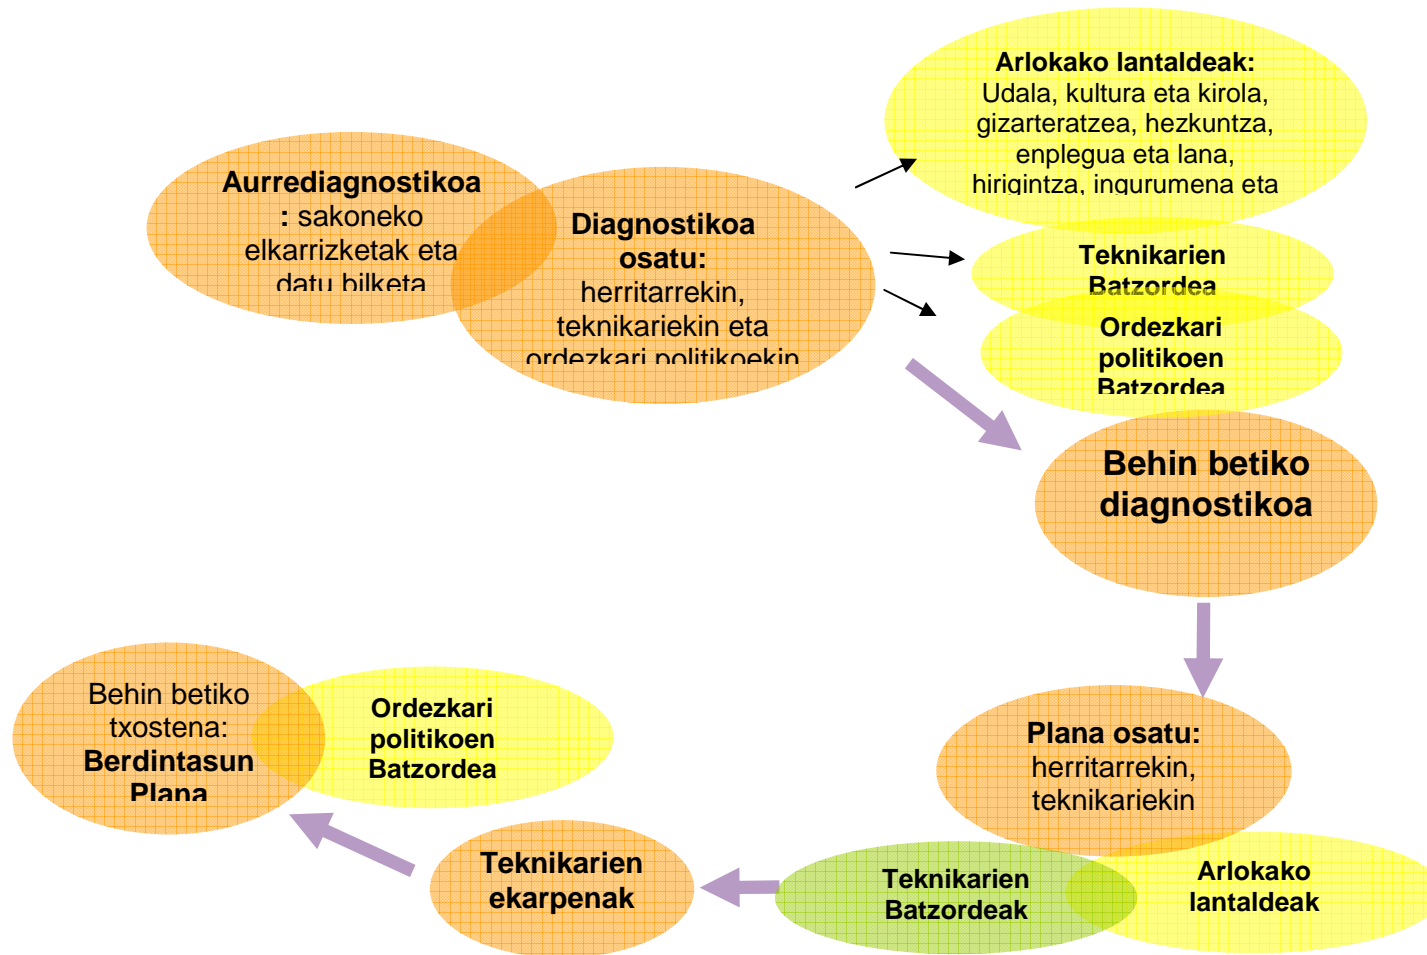 Aurrediagnostikoa
: sakoneko
elkarrizketak eta
datu bilketa
Diagnostikoa
osatu:
herritarrekin,
teknikariekin eta
ordezkari politikoekin
Arlokako lantaldeak:
Udala, kultura eta kirola,
gizarteratzea, hezkuntza,
enplegua eta lana,
hirigintza, ingurumena eta
Teknikarien
Batzordea
Ordezkari
politikoen
Batzordea
Behin betiko
diagnostikoa
Plana osatu:
herritarrekin,
teknikariekin
Arlokako
lantaldeak
Teknikarien
Batzordeak
Teknikarien
ekarpenak
Ordezkari
politikoen
Batzordea
Behin betiko
txostena:
Berdintasun
Plana